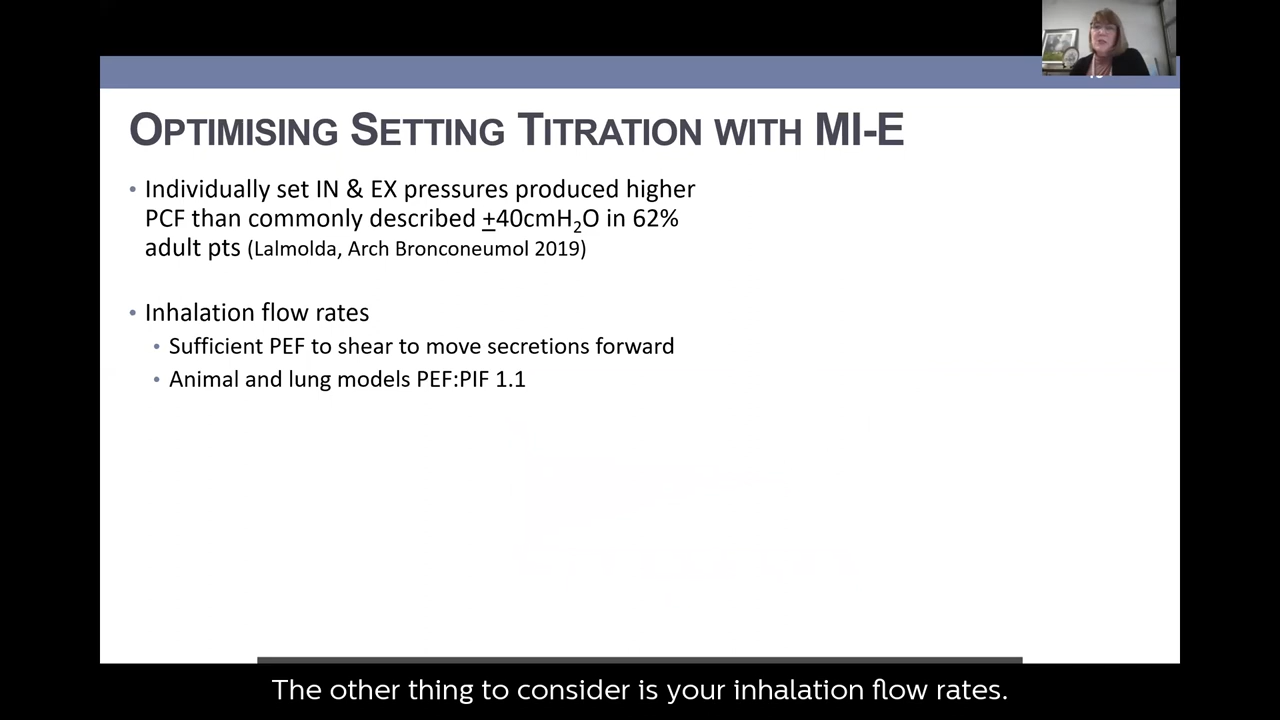 OPTIMISING SETTING TITRATION WITH MI-E
• Individually set IN & EX pressures produced higher
PCF than commonly described ±40cmH₂O in 62%
adult pts (Lalmolda, Arch Bronconeumol 2019)
• Inhalation flow rates
• Sufficient PEF to shear to move secretions forward
• Animal and lung models PEF:PIF 1.1
The other thing to consider is your inhalation flow rates.